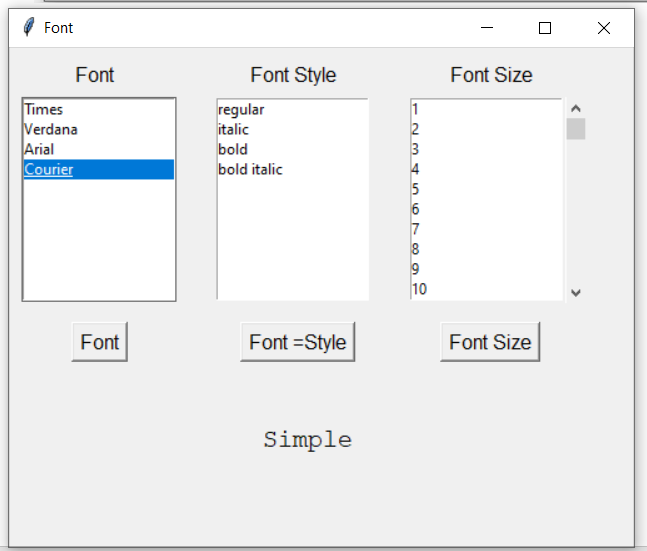 Font
Font
Font Style
Font Size
Times
Verdana
Arial
Courier
regular
italic
bold
bold italic
1
2
3
4
5
6
7
8
9
10
Font
Font =Style
Font Size
Simple